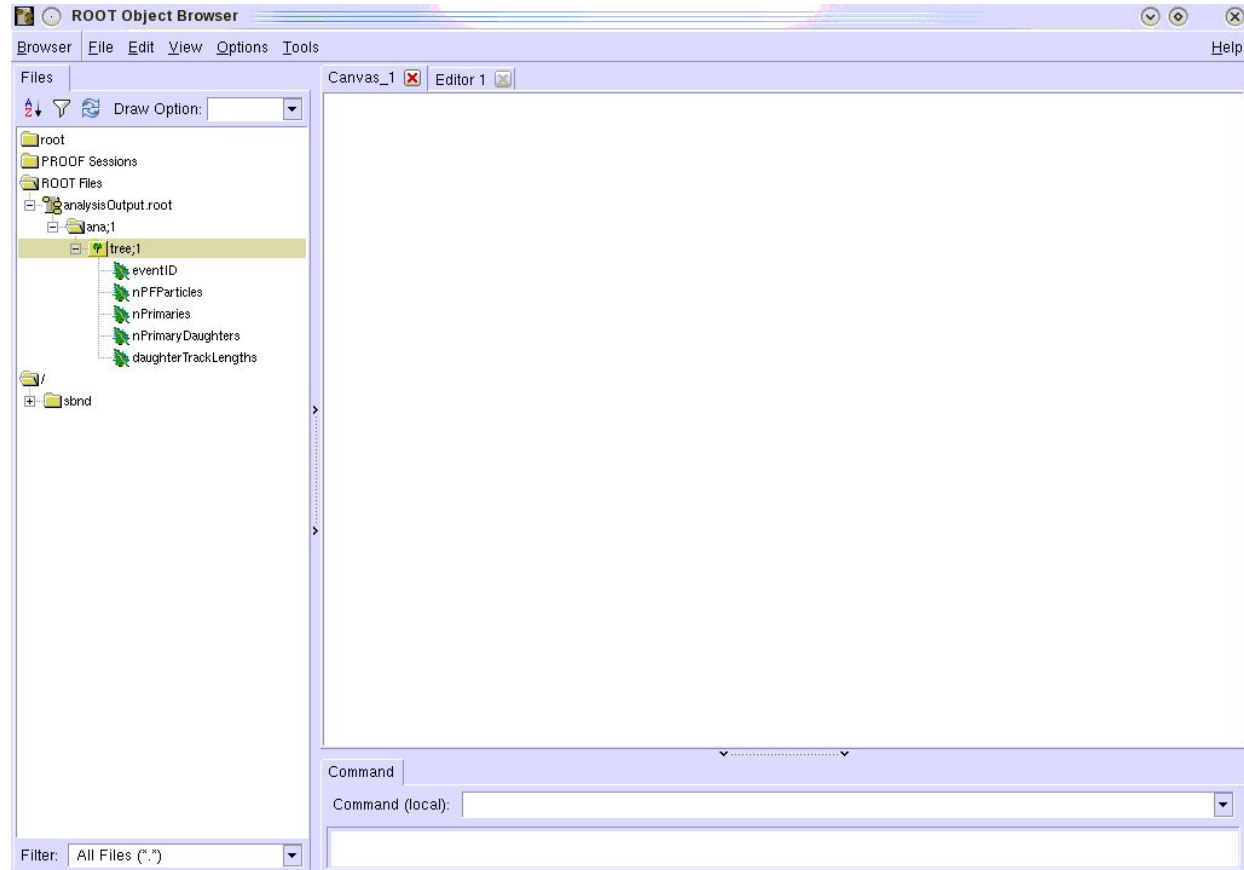 ROOT Object Browser
Browser File Edit View Options Tools Help
Files
Canvas_1 Editor 1
A Z Draw Option:
root
PROOF Sessions
ROOT Files
analysisOutput.root
ana;1
tree;1
eventID
nPFParticles
nPrimaries
nPrimaryDaughters
daughterTrackLengths
/
sbnd
Command
Command (local):
Filter: All Files (*.*)